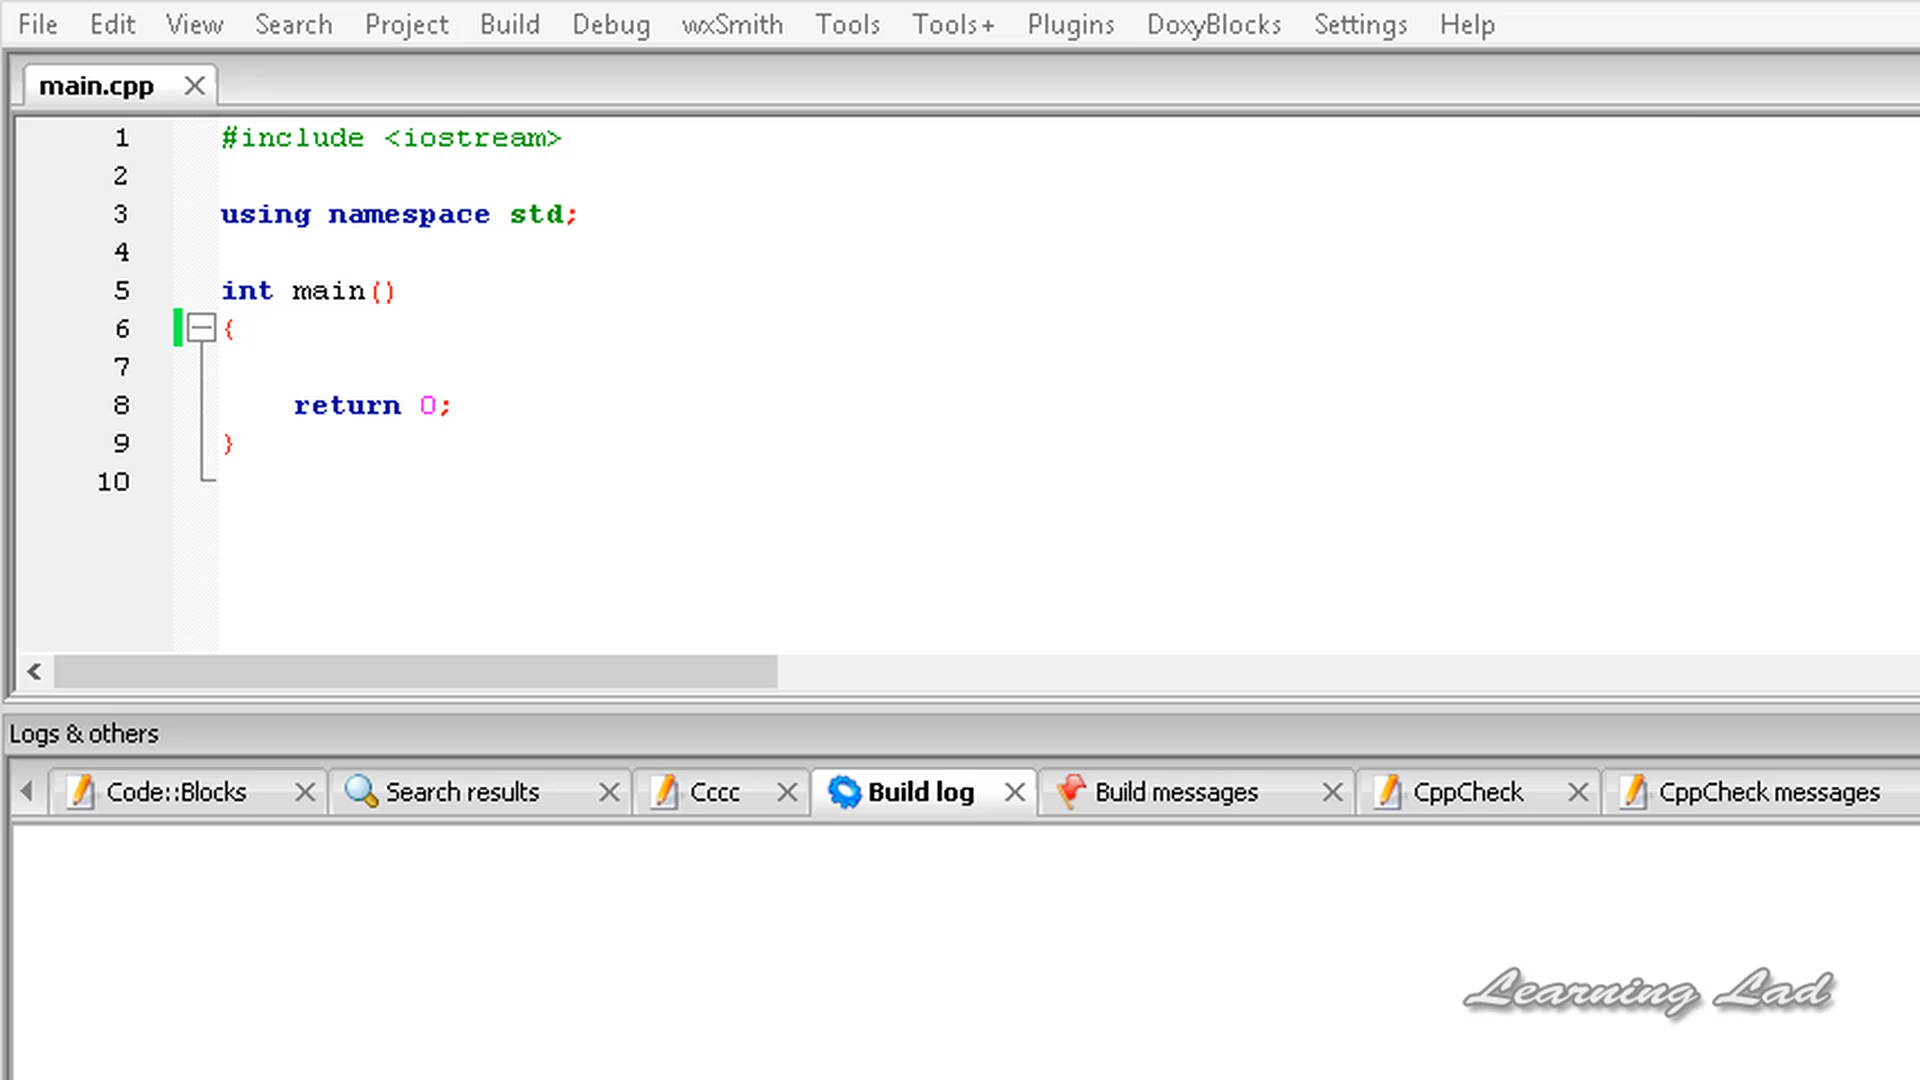 File Edit View Search Project Build Debug wxSmith Tools Tools+ Plugins DoxyBlocks Settings Help
main.cpp
1 #include <iostream>
2
3 using namespace std;
4
5 int main()
6 {
7
8 return 0;
9 }
10
Logs & others
Code::Blocks Search results Cccc Build log Build messages CppCheck CppCheck messages
Learning Lad